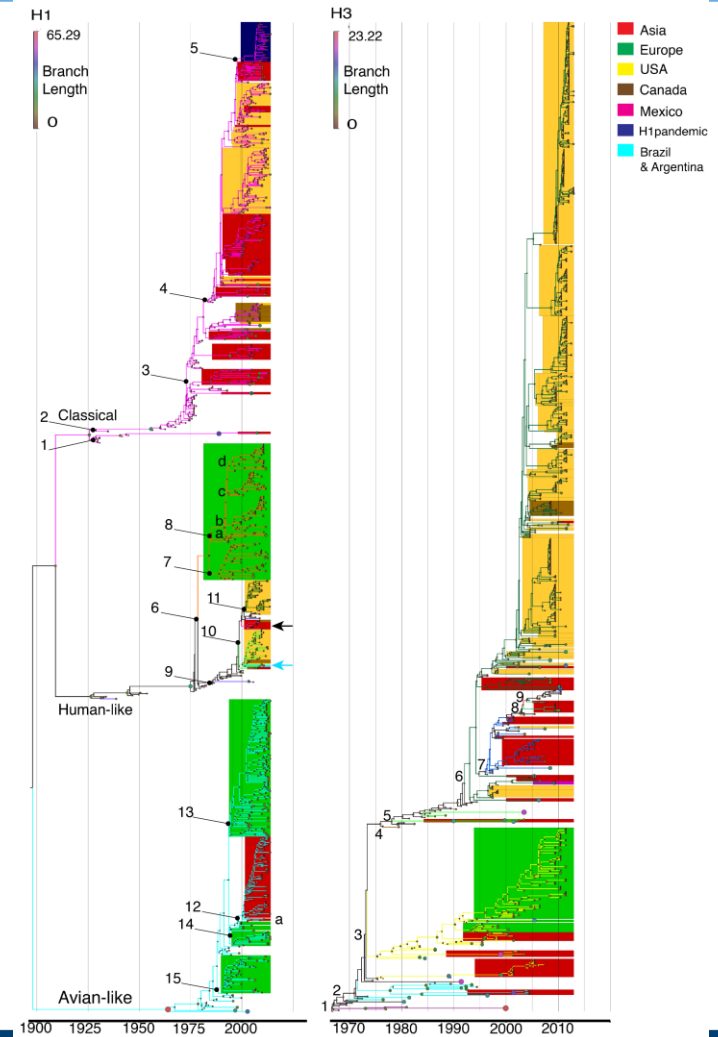 H1
65.29
Branch
Length
0
5
4
3
2 Classical
1
d
c
b
8 a
7
6
11
10
9
Human-like
13
12
a
14
15
Avian-like
1900 1925 1950 1975 2000
H3
23.22
Branch
Length
0
9
8
7
6
5
4
3
2
1
1970 1980 1990 2000 2010
Asia
Europe
USA
Canada
Mexico
H1pandemic
Brazil
& Argentina